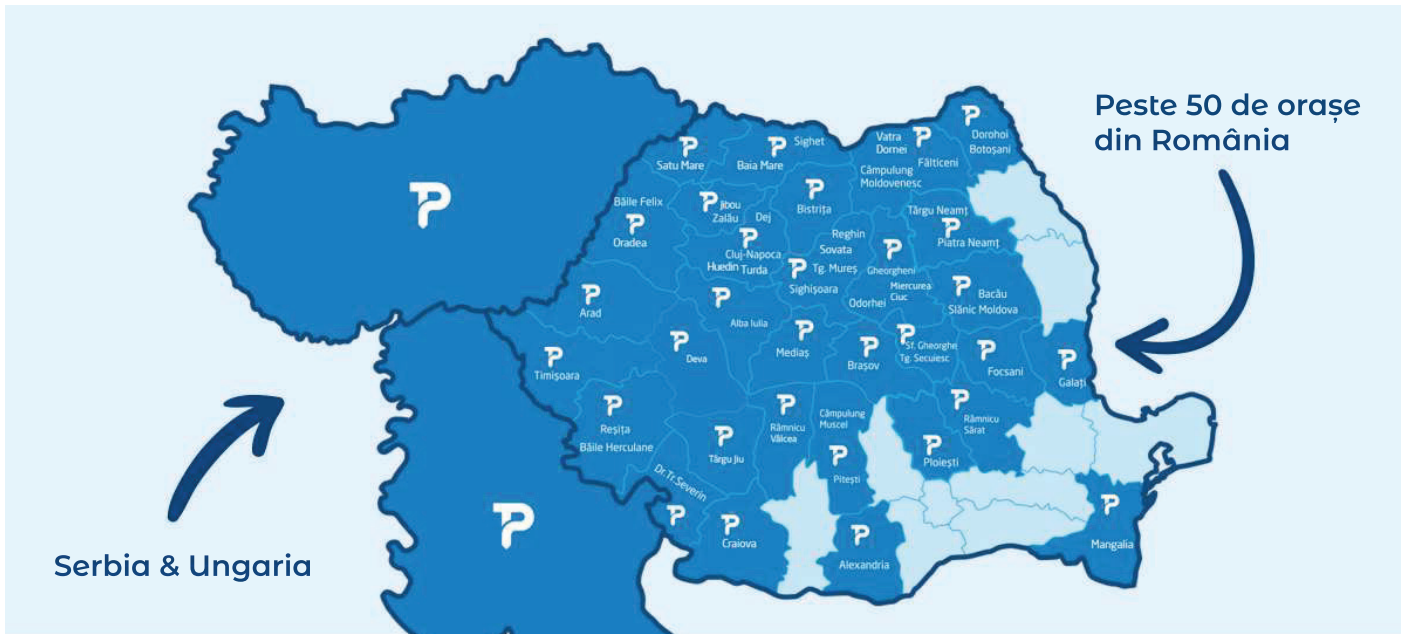 Peste 50 de orașe
din România
Dorohoi
Botoșani
Vatra
Dornei
Fălticeni
Câmpulung
Moldovenesc
Sighet
Baia Mare
Satu Mare
Băile Felix
Oradea
Jibou
Zalău
Dej
Bistrița
Târgu Neamț
Piatra Neamț
Cluj-Napoca
Huedin
Turda
Reghin
Sovata
Tg. Mureș
Sighișoara
Gheorgheni
Miercurea
Ciuc
Odorhei
Bacău
Slănic Moldova
Arad
Alba Iulia
Timișoara
Deva
Mediaș
Brașov
Sf. Gheorghe
Tg. Secuiesc
Focsani
Galați
Reșița
Băile Herculane
Târgu Jiu
Râmnicu
Vâlcea
Câmpulung
Muscel
Pitești
Râmnicu
Sărat
Ploiești
Dr.Tr.Severin
Craiova
Alexandria
Mangalia
Serbia & Ungaria